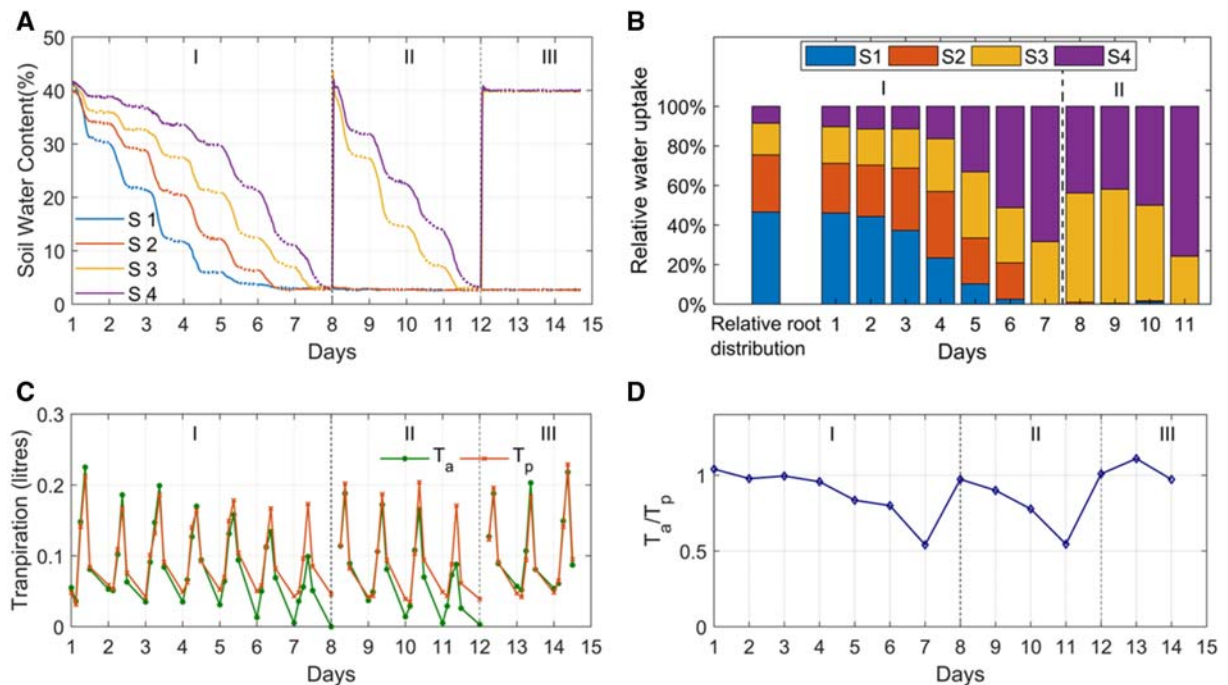 A
50
I
II
III
40
30
20
10
0
Soil Water Content(%)
S 1
S 2
S 3
S 4
1 2 3 4 5 6 7 8 9 10 11 12 13 14 15
Days
B
S1 S2 S3 S4
I
II
100%
80%
60%
40%
20%
0%
Relative water uptake
Relative root distribution
1 2 3 4 5 6 7 8 9 10 11
Days
C
0.3
I
II
III
Ta Tp
0.2
0.1
0
Tranpiration (litres)
1 2 3 4 5 6 7 8 9 10 11 12 13 14 15
Days
D
I
II
III
1
0.5
0
Ta/Tp
1 2 3 4 5 6 7 8 9 10 11 12 13 14 15
Days